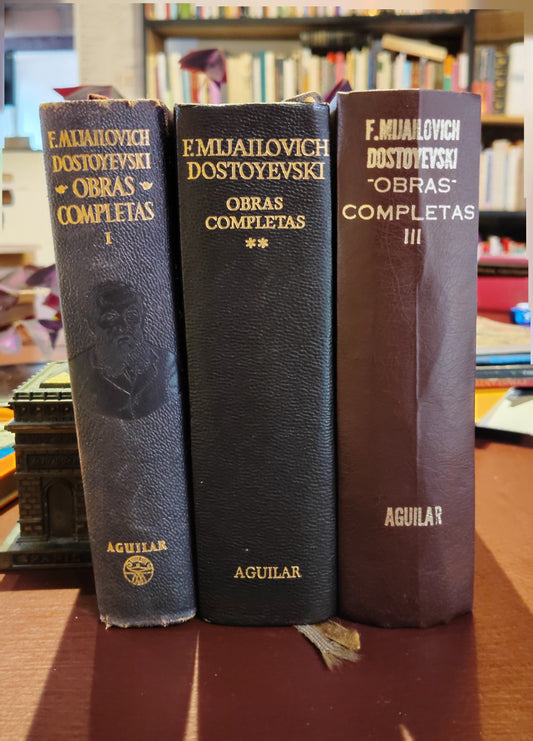 F. MIJAILOVICH
DOSTOYEVSKI
OBRAS
COMPLETAS
I
AGUILAR
F. MIJAILOVICH
DOSTOYEVSKI
OBRAS
COMPLETAS
**
AGUILAR
F. MIJAILOVICH
DOSTOYEVSKI
-OBRAS-
COMPLETAS
III
AGUILAR